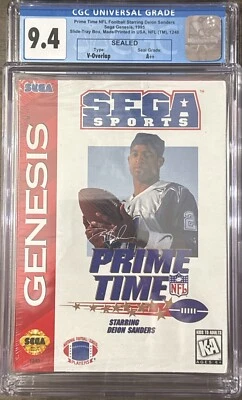 CGC UNIVERSAL GRADE
9.4
Prime Time NFL Football Starring Deion Sanders
Sega Genesis, 1995
Slide-Tray Box, Made/Printed in USA, NFL (TM), 1240
SEALED
Type: Seal Grade:
V-Overlap A++
SEGA
SPORTS
GENESIS
PRIME
TIME
NFL
STARRING
DEION SANDERS
SEGA
PLAYERS
K-A